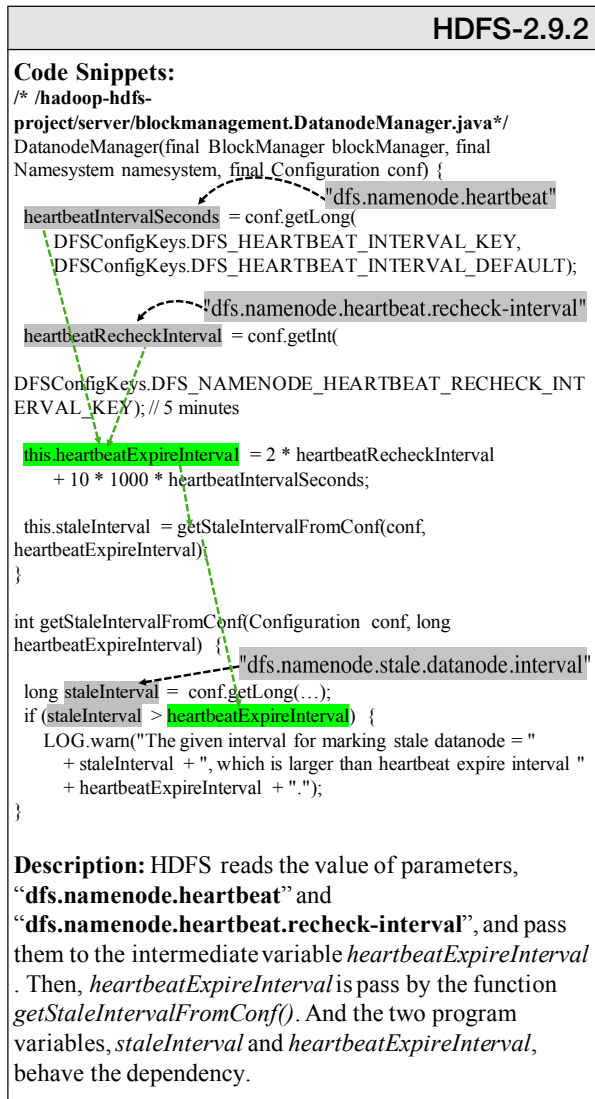 HDFS-2.9.2
Code Snippets:
/* /hadoop-hdfs-
project/server/blockmanagement.DatanodeManager.java*/
DatanodeManager(final BlockManager blockManager, final
Namesystem namesystem, final Configuration conf) {
"dfs.namenode.heartbeat"
heartbeatIntervalSeconds = conf.getLong(
DFSConfigKeys.DFS_HEARTBEAT_INTERVAL_KEY,
DFSConfigKeys.DFS_HEARTBEAT_INTERVAL_DEFAULT);
"dfs.namenode.heartbeat.recheck-interval"
heartbeatRecheckInterval = conf.getInt(
DFSConfigKeys.DFS_NAMENODE_HEARTBEAT_RECHECK_INT
ERVAL_KEY); // 5 minutes
this.heartbeatExpireInterval = 2 * heartbeatRecheckInterval
+ 10 * 1000 * heartbeatIntervalSeconds;
this.staleInterval = getStaleIntervalFromConf(conf,
heartbeatExpireInterval);
}
int getStaleIntervalFromConf(Configuration conf, long
heartbeatExpireInterval) {
"dfs.namenode.stale.datanode.interval"
long staleInterval = conf.getLong(…);
if (staleInterval > heartbeatExpireInterval) {
LOG.warn("The given interval for marking stale datanode = "
+ staleInterval + ", which is larger than heartbeat expire interval "
+ heartbeatExpireInterval + ".");
}
Description: HDFS reads the value of parameters,
“dfs.namenode.heartbeat” and
“dfs.namenode.heartbeat.recheck-interval”, and pass
them to the intermediate variable heartbeatExpireInterval
. Then, heartbeatExpireInterval is pass by the function
getStaleIntervalFromConf(). And the two program
variables, staleInterval and heartbeatExpireInterval,
behave the dependency.